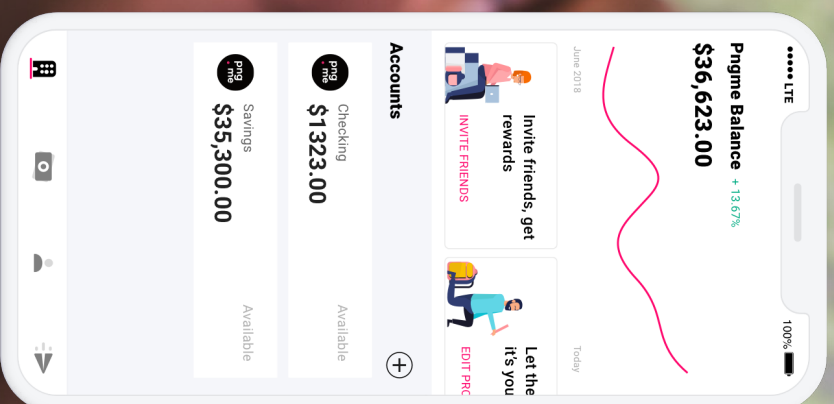 ••••• LTE
100%
Pngme Balance + 13.67%
$36,623.00
June 2018
Today
Invite friends, get
rewards
INVITE FRIENDS
Let the
it's you
EDIT PRO
Accounts
png
me
Checking
$1323.00
Available
png
me
Savings
$35,300.00
Available